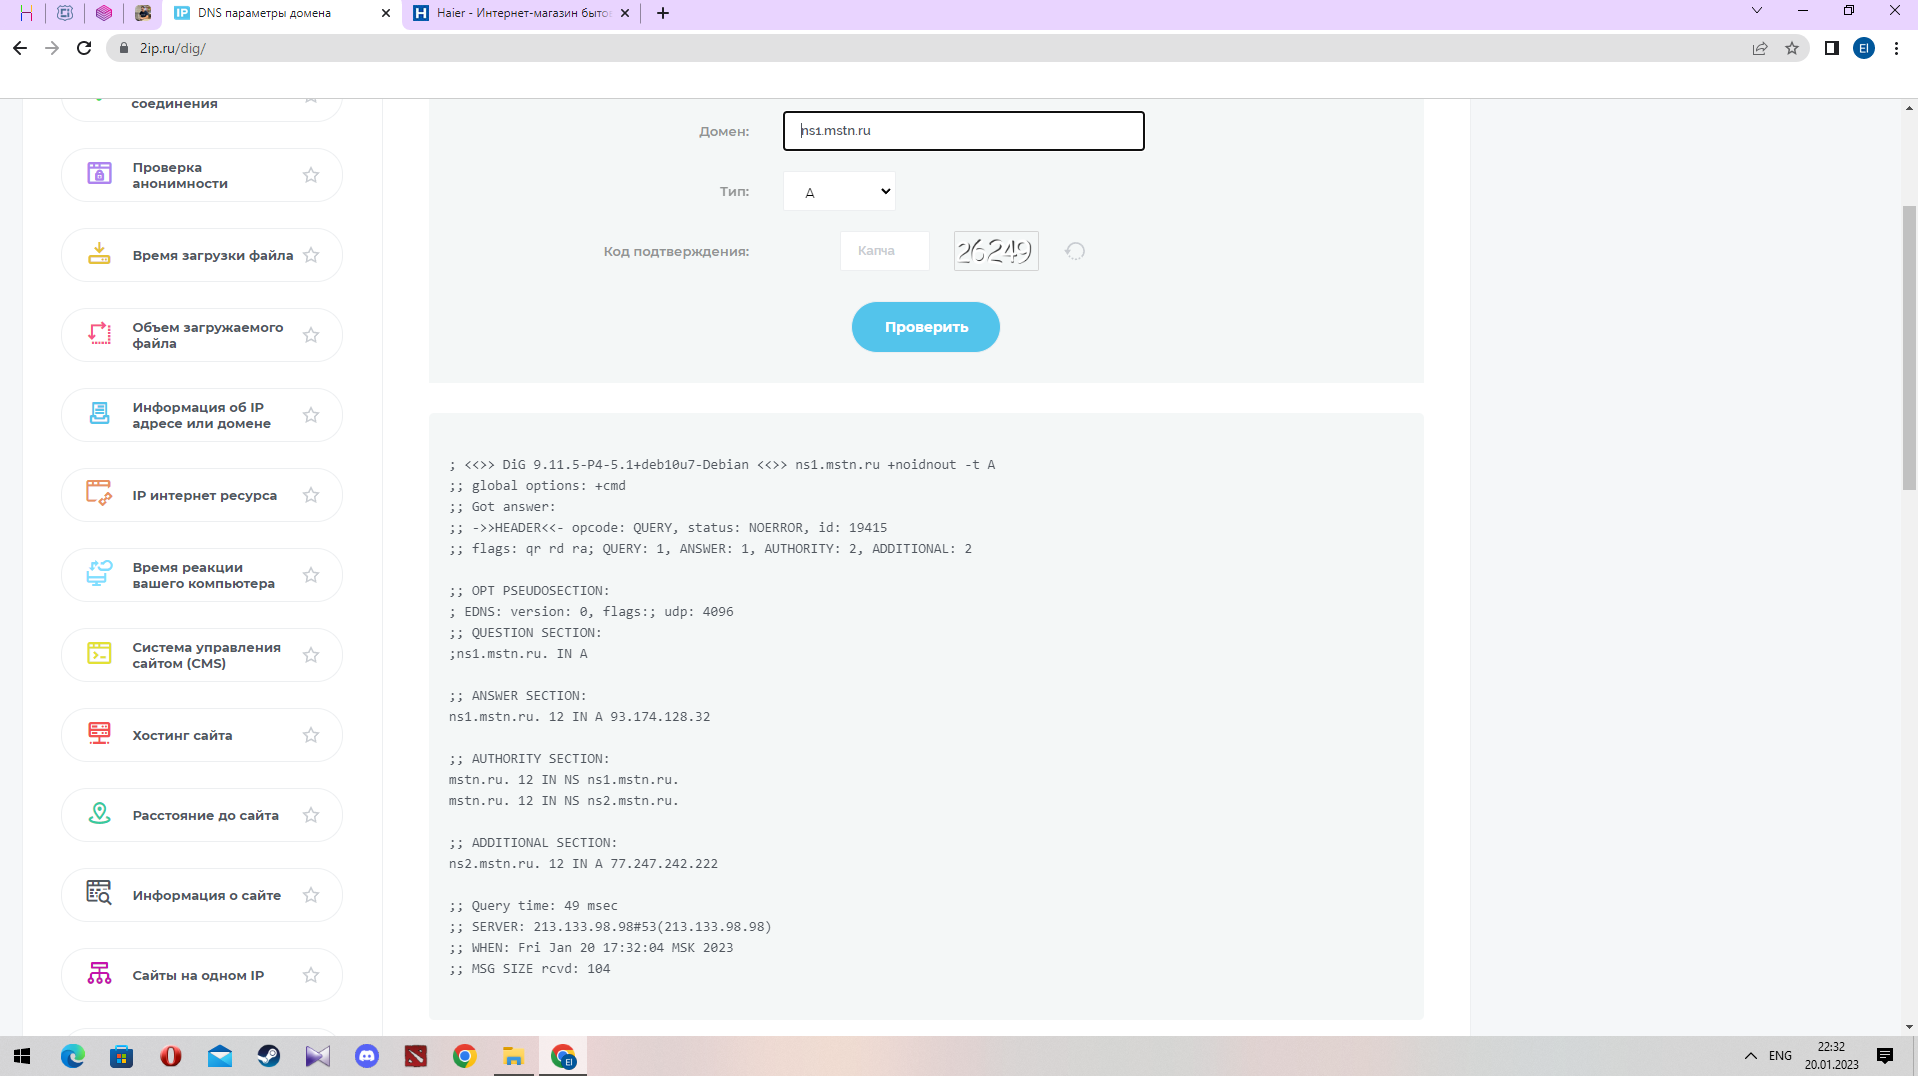 DNS параметры домена
Haier - Интернет-магазин быто
2ip.ru/dig/
EI
соединения
Проверка
анонимности
Время загрузки файла
Объем загружаемого
файла
Информация об IP
адресе или домене
IP интернет ресурса
Время реакции
вашего компьютера
Система управления
сайтом (CMS)
Хостинг сайта
Расстояние до сайта
Информация о сайте
Сайты на одном IP
Домен:
ns1.mstn.ru
Тип:
A
Код подтверждения:
Капча
26249
Проверить
; <<>> DiG 9.11.5-P4-5.1+deb10u7-Debian <<>> ns1.mstn.ru +noidnout -t A
;; global options: +cmd
;; Got answer:
;; ->>HEADER<<- opcode: QUERY, status: NOERROR, id: 19415
;; flags: qr rd ra; QUERY: 1, ANSWER: 1, AUTHORITY: 2, ADDITIONAL: 2
;; OPT PSEUDOSECTION:
; EDNS: version: 0, flags:; udp: 4096
;; QUESTION SECTION:
;ns1.mstn.ru. IN A
;; ANSWER SECTION:
ns1.mstn.ru. 12 IN A 93.174.128.32
;; AUTHORITY SECTION:
mstn.ru. 12 IN NS ns1.mstn.ru.
mstn.ru. 12 IN NS ns2.mstn.ru.
;; ADDITIONAL SECTION:
ns2.mstn.ru. 12 IN A 77.247.242.222
;; Query time: 49 msec
;; SERVER: 213.133.98.98#53(213.133.98.98)
;; WHEN: Fri Jan 20 17:32:04 MSK 2023
;; MSG SIZE rcvd: 104
ENG
22:32
20.01.2023